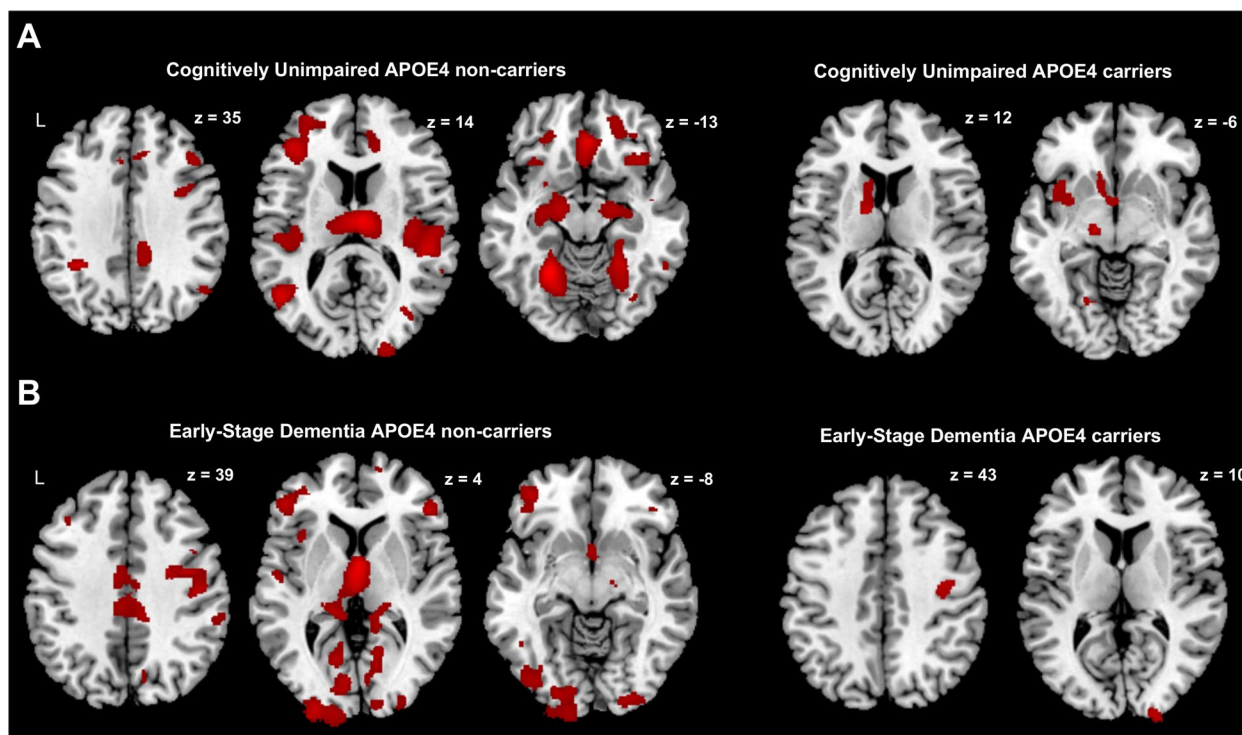 A
Cognitively Unimpaired APOE4 non-carriers
Cognitively Unimpaired APOE4 carriers
L
z = 35
z = 14
z = -13
z = 12
z = -6
B
Early-Stage Dementia APOE4 non-carriers
Early-Stage Dementia APOE4 carriers
L
z = 39
z = 4
z = -8
z = 43
z = 10